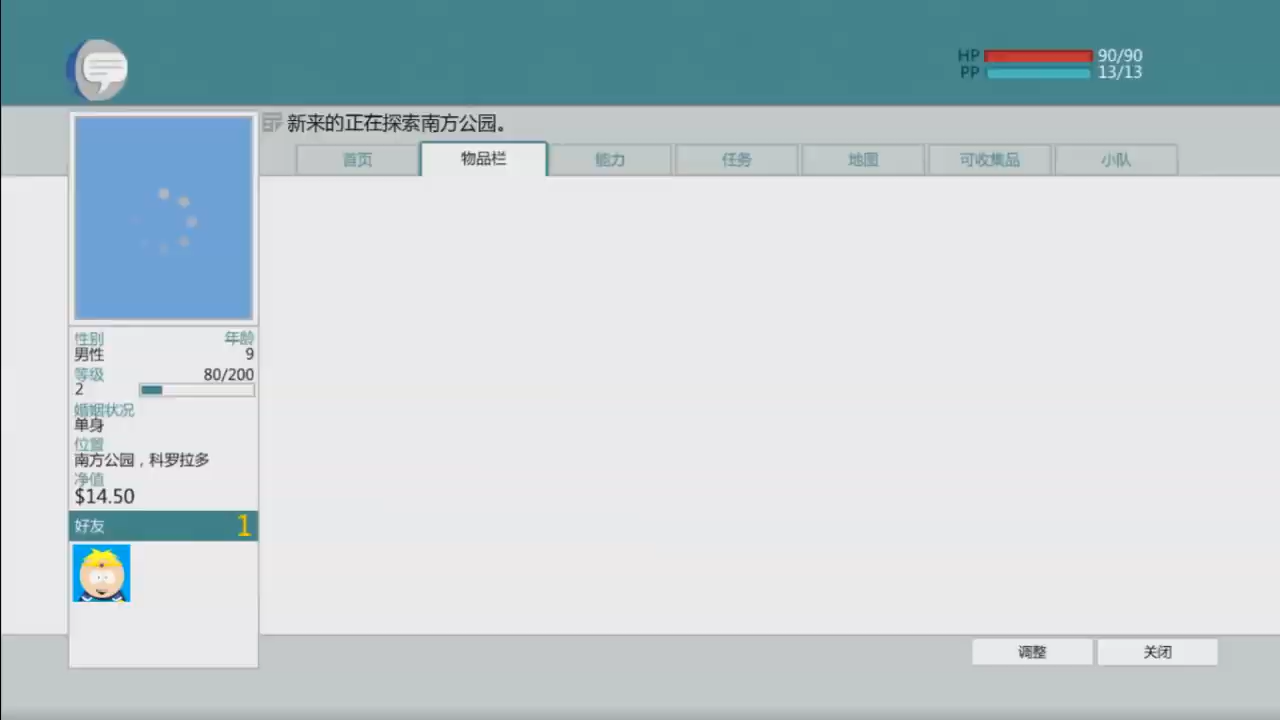 HP 90/90
PP 13/13
新来的正在探索南方公园。
首页 物品栏 能力 任务 地图 可收集品 小队
性别 年龄
男性 9
等级 80/200
2
婚姻状况
单身
位置
南方公园，科罗拉多
净值
$14.50
好友 1
调整 关闭